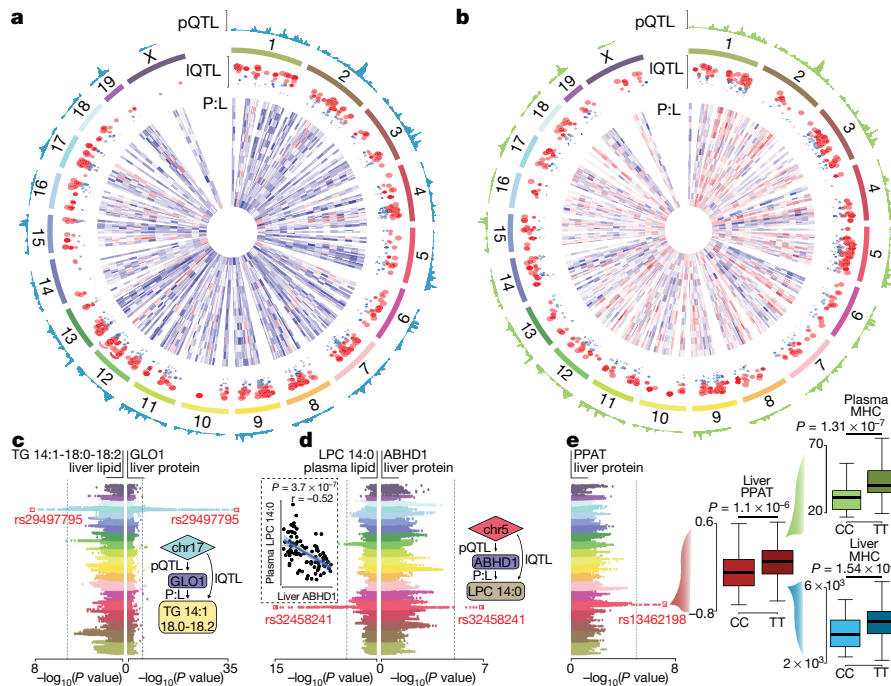 a
pQTL
lQTL
P:L
1
2
3
4
5
6
7
8
9
10
11
12
13
14
15
16
17
18
19
X
b
pQTL
lQTL
P:L
1
2
3
4
5
6
7
8
9
10
11
12
13
14
15
16
17
18
19
X
c
TG 14:1-18:0-18:2
liver lipid
GLO1
liver protein
rs29497795
rs29497795
chr17
pQTL
GLO1
lQTL
P:L
TG 14:1
18:0-18:2
8
0
35
–log10(P value)
–log10(P value)
d
LPC 14:0
plasma lipid
ABHD1
liver protein
P = 3.7 × 10–7
r = –0.52
Plasma LPC 14:0
Liver ABHD1
chr5
pQTL
ABHD1
lQTL
P:L
LPC 14:0
rs32458241
rs32458241
15
0
7
–log10(P value)
–log10(P value)
e
PPAT
liver protein
rs13462198
0
8
–log10(P value)
Liver
PPAT
P = 1.1 × 10–6
0.6
–0.8
CC
TT
Plasma
MHC
P = 1.31 × 10–7
70
20
CC
TT
Liver
MHC
P = 1.54 × 10–
6 × 103
2 × 103
CC
TT